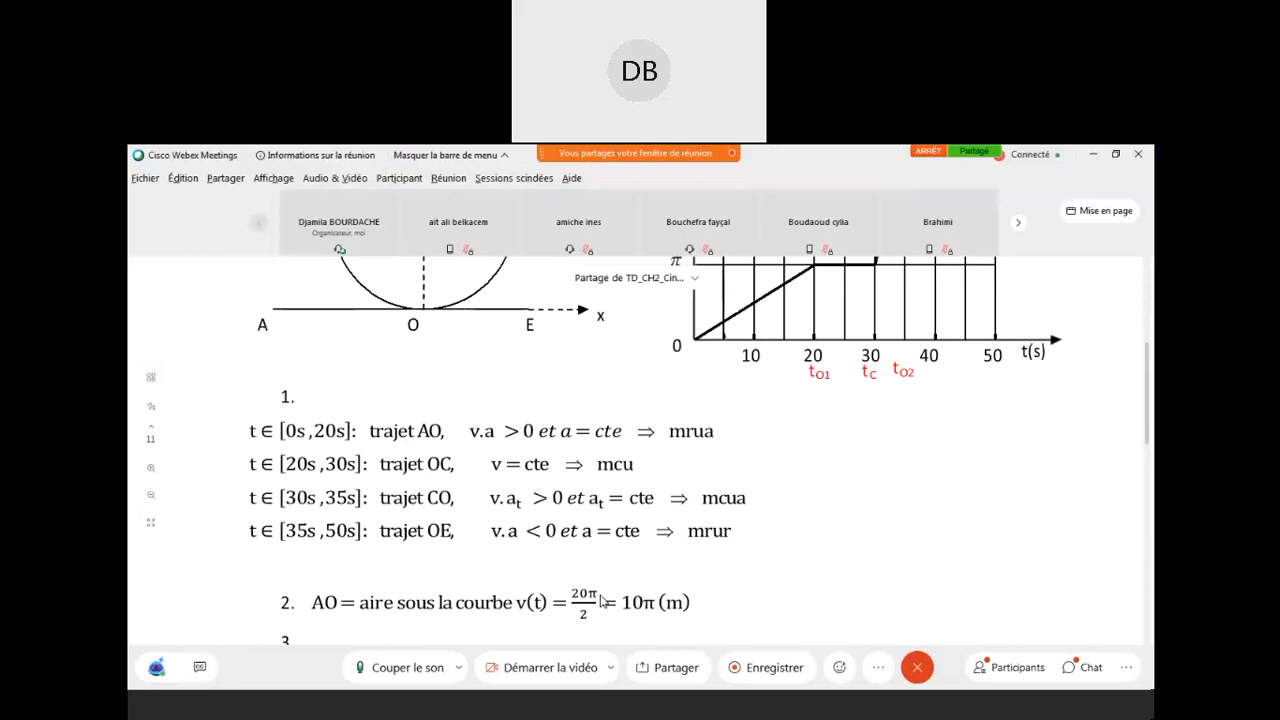 DB
Cisco Webex Meetings Informations sur la réunion Masquer la barre de menu Vous partagez votre fenêtre de réunion ARRÊT Partagé Connecté
Fichier Édition Partager Affichage Audio & Vidéo Participant Réunion Sessions scindées Aide
Djamila BOURDACHE ait ali belkacem amiche ines Bouchefra fayçal Boudaoud cylia Brahimi Mise en page
Organisateur, moi
π
Partage de TD_CH2_Cin...
A O E x
0 10 20 30 40 50 t(s)
tO1 tC tO2
1.
11
t ∈ [0s ,20s]: trajet AO, v.a > 0 et a = cte ⇒ mrua
t ∈ [20s ,30s]: trajet OC, v = cte ⇒ mcu
t ∈ [30s ,35s]: trajet CO, v. at > 0 et at = cte ⇒ mcua
t ∈ [35s ,50s]: trajet OE, v. a < 0 et a = cte ⇒ mrur
2. AO = aire sous la courbe v(t) = 20π/2 = 10π (m)
3
Couper le son Démarrer la vidéo Partager Enregistrer ... Participants Chat ...